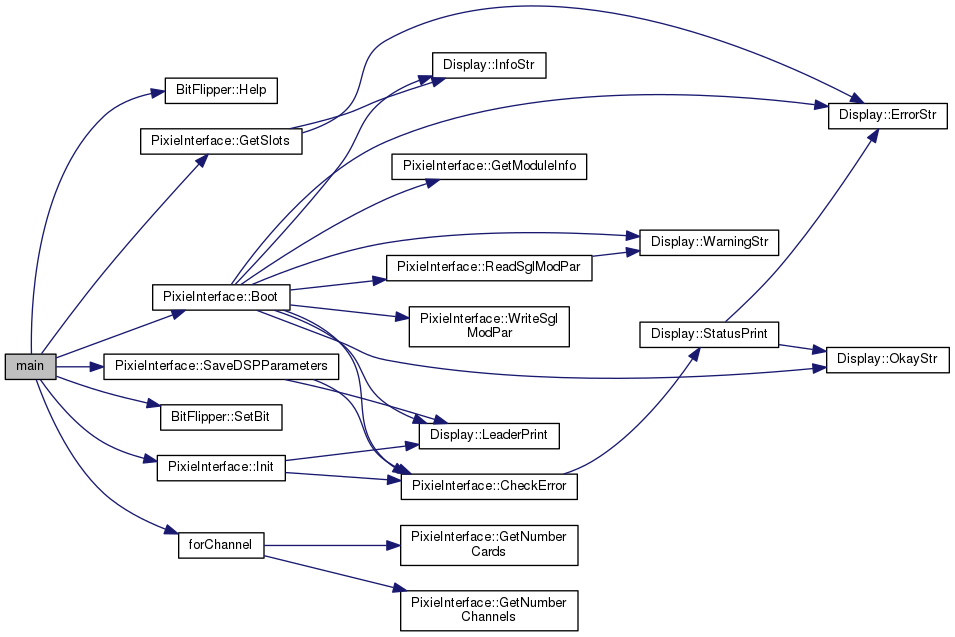 main
BitFlipper::Help
PixieInterface::GetSlots
PixieInterface::Boot
PixieInterface::SaveDSPParameters
BitFlipper::SetBit
PixieInterface::Init
forChannel
Display::InfoStr
PixieInterface::GetModuleInfo
PixieInterface::ReadSglModPar
PixieInterface::WriteSgl
ModPar
Display::LeaderPrint
PixieInterface::CheckError
PixieInterface::GetNumber
Cards
PixieInterface::GetNumber
Channels
Display::WarningStr
Display::StatusPrint
Display::ErrorStr
Display::OkayStr